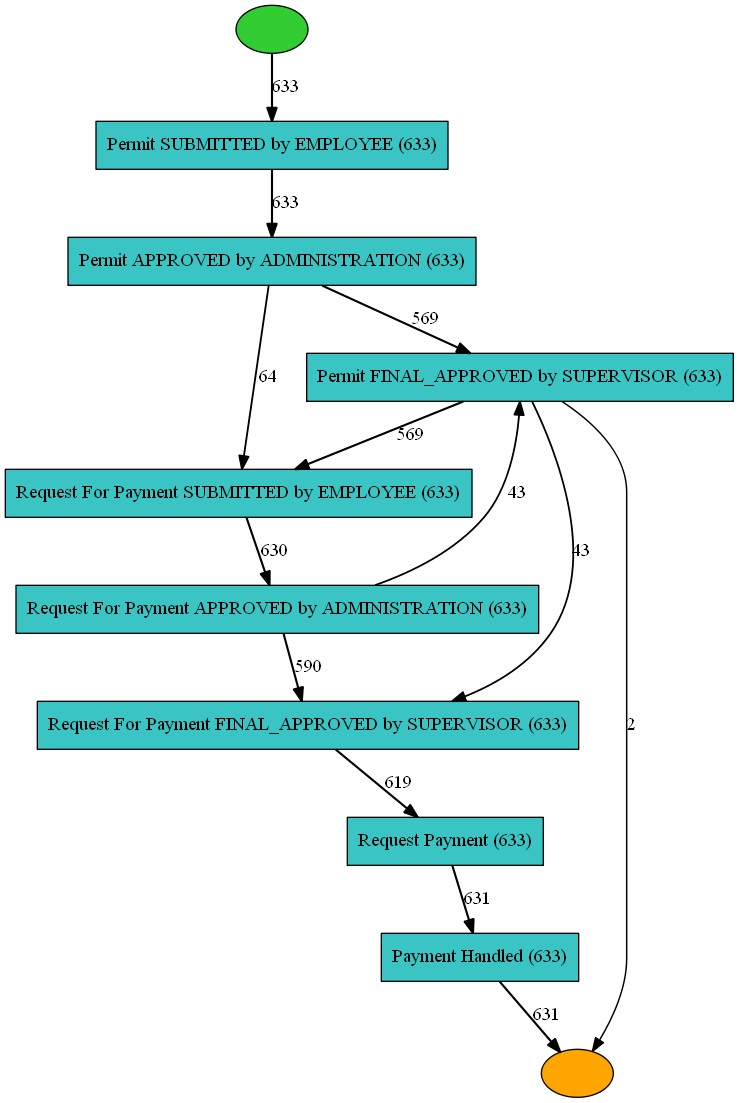 633
Permit SUBMITTED by EMPLOYEE (633)
633
Permit APPROVED by ADMINISTRATION (633)
569
64
Permit FINAL_APPROVED by SUPERVISOR (633)
569
Request For Payment SUBMITTED by EMPLOYEE (633)
43
630
43
Request For Payment APPROVED by ADMINISTRATION (633)
590
Request For Payment FINAL_APPROVED by SUPERVISOR (633)
2
619
Request Payment (633)
631
Payment Handled (633)
631